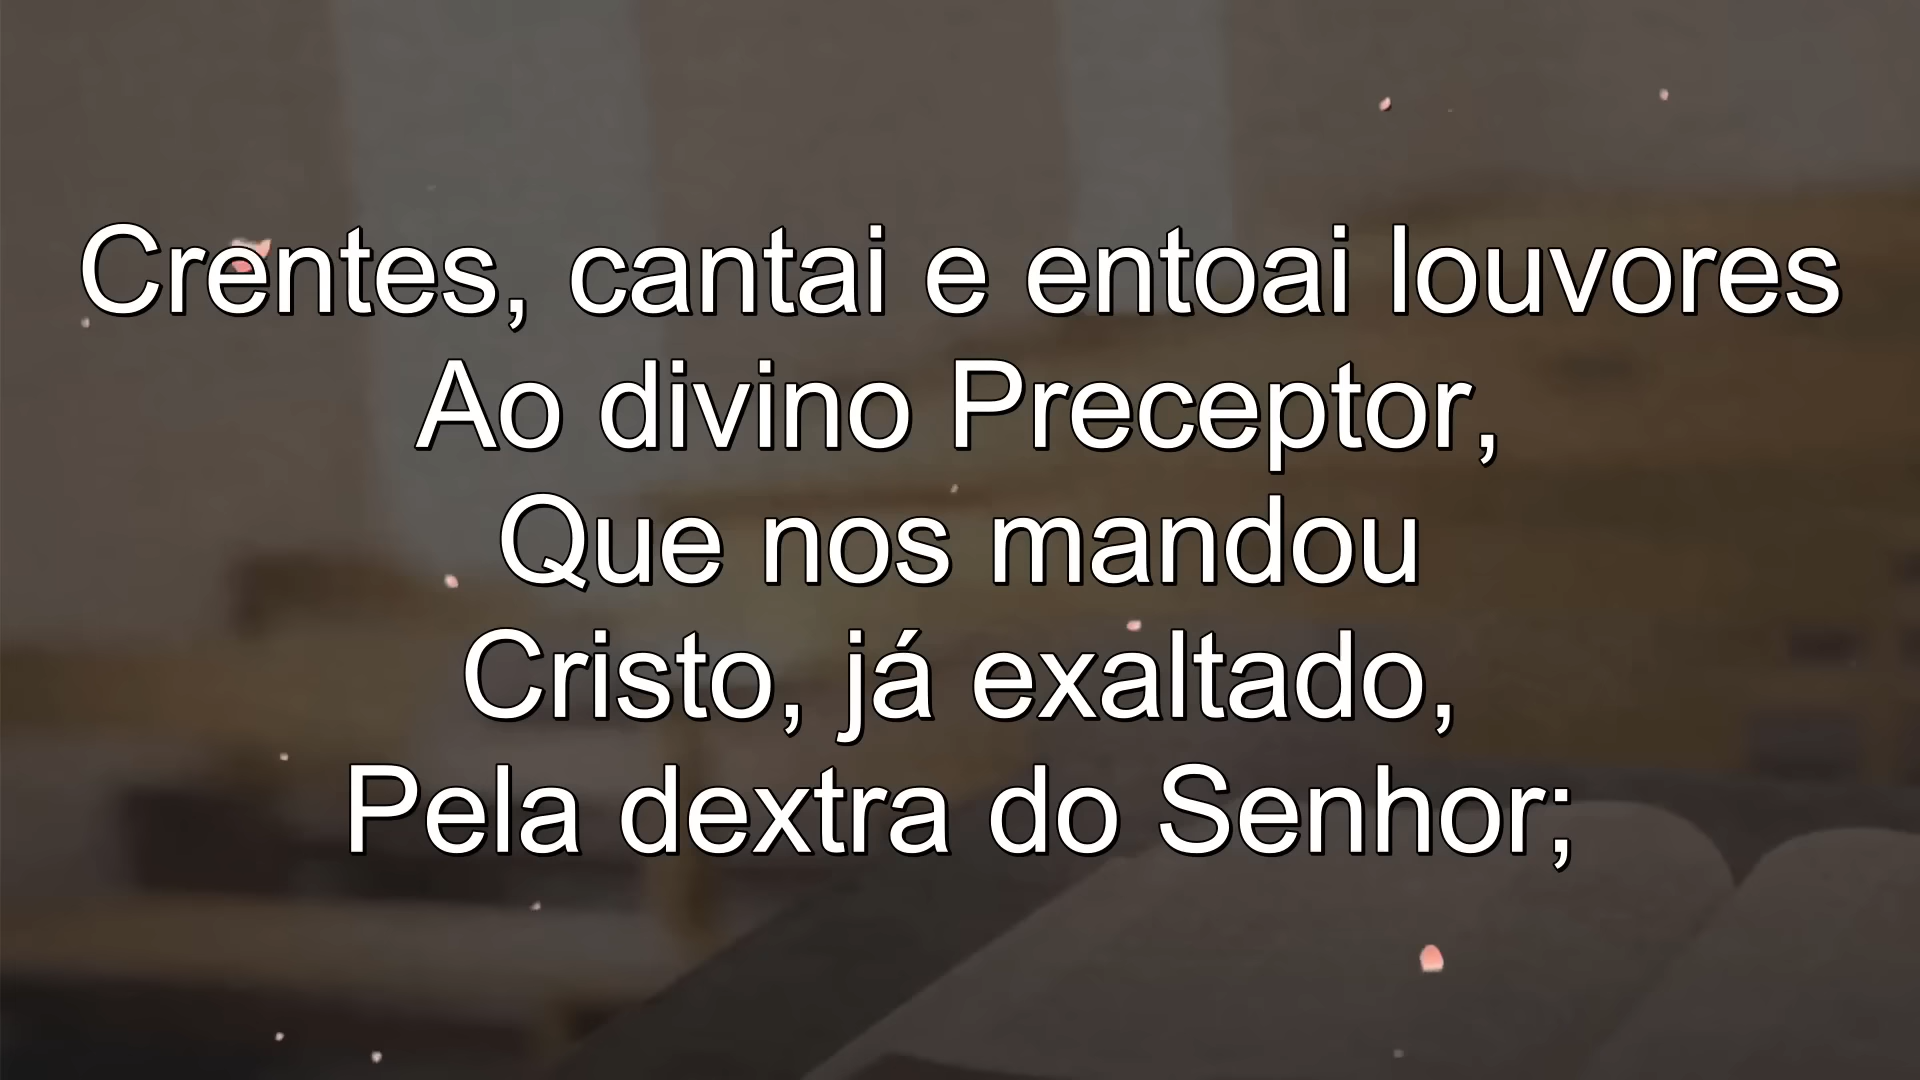 Crentes, cantai e entoai louvores
Ao divino Preceptor,
Que nos mandou
Cristo, já exaltado,
Pela dextra do Senhor;